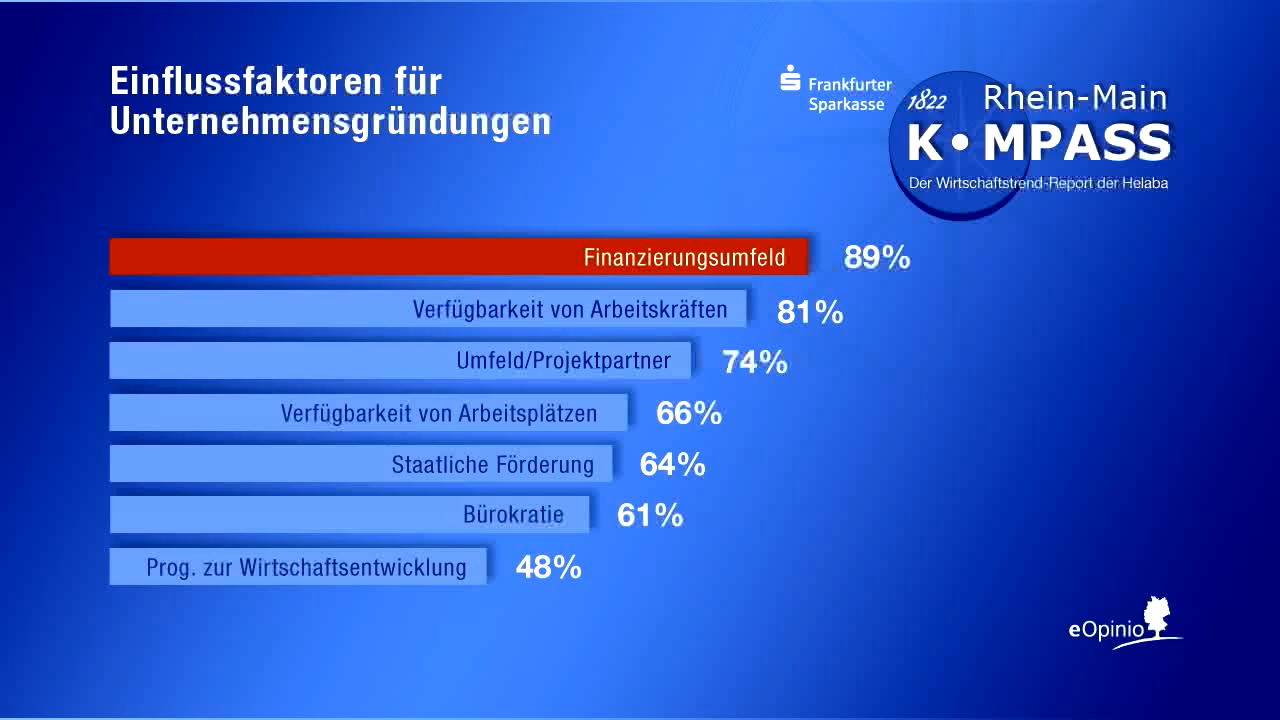 Einflussfaktoren für
Unternehmensgründungen
Frankfurter
Sparkasse
1822
Rhein-Main
K•MPASS
Der Wirtschaftstrend-Report der Helaba
Finanzierungsumfeld 89%
Verfügbarkeit von Arbeitskräften 81%
Umfeld/Projektpartner 74%
Verfügbarkeit von Arbeitsplätzen 66%
Staatliche Förderung 64%
Bürokratie 61%
Prog. zur Wirtschaftsentwicklung 48%
eOpinio